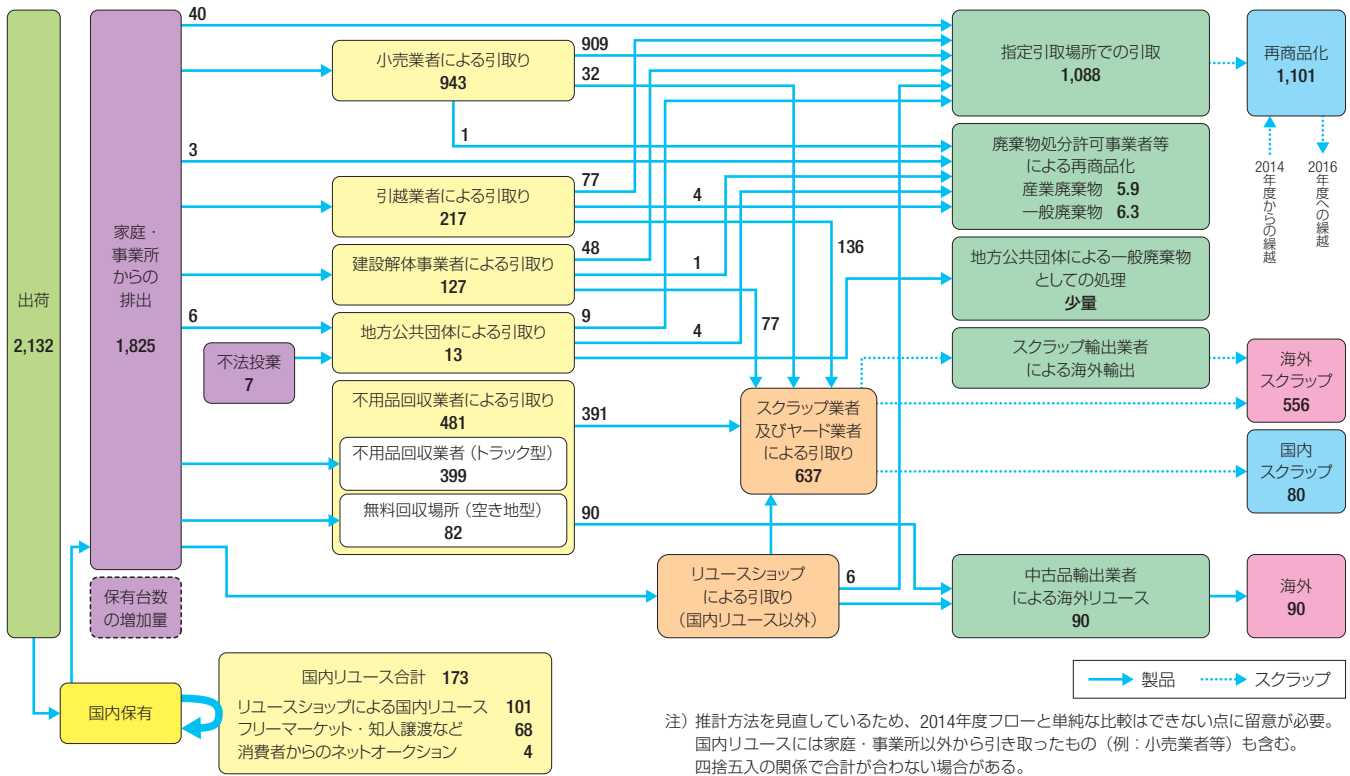 出荷
2,132
家庭・
事業所
からの
排出
1,825
保有台数
の増加量
国内保有
40
3
6
不法投棄
7
小売業者による引取り
943
909
32
1
引越業者による引取り
217
77
4
136
建設解体事業者による引取り
127
48
1
77
地方公共団体による引取り
13
9
4
不用品回収業者による引取り
481
391
不用品回収業者（トラック型）
399
無料回収場所（空き地型）
82
90
スクラップ業者
及びヤード業者
による引取り
637
リユースショップ
による引取り
（国内リユース以外）
6
指定引取場所での引取
1,088
廃棄物処分許可事業者等
による再商品化
産業廃棄物 5.9
一般廃棄物 6.3
地方公共団体による一般廃棄物
としての処理
少量
スクラップ輸出業者
による海外輸出
中古品輸出業者
による海外リユース
90
再商品化
1,101
2014年度からの繰越
2016年度への繰越
海外
スクラップ
556
国内
スクラップ
80
海外
90
国内リユース合計 173
リユースショップによる国内リユース 101
フリーマーケット・知人譲渡など 68
消費者からのネットオークション 4
製品 スクラップ
注）推計方法を見直しているため、2014年度フローと単純な比較はできない点に留意が必要。
国内リユースには家庭・事業所以外から引き取ったもの（例：小売業者等）も含む。
四捨五入の関係で合計が合わない場合がある。